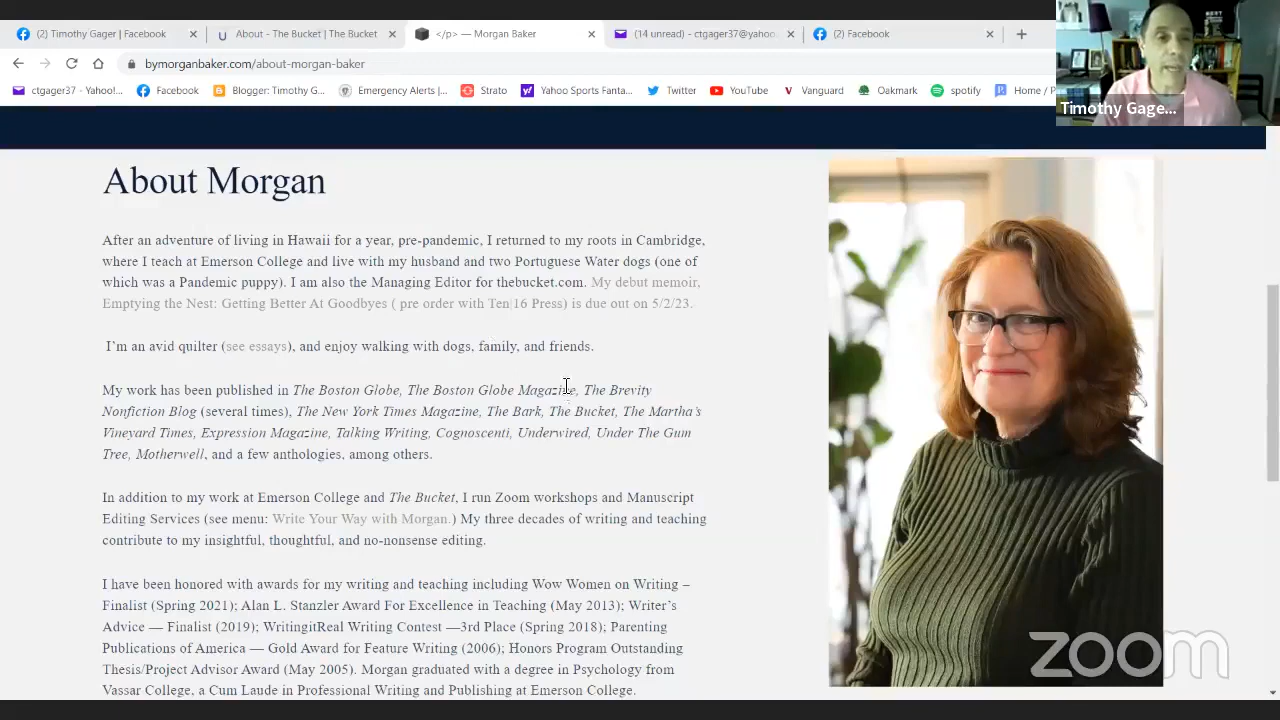 (2) Timothy Gager | Facebook
About - The Bucket | The Bucket
</p> — Morgan Baker
(14 unread) - ctgager37@yahoo.
(2) Facebook
bymorganbaker.com/about-morgan-baker
ctgager37 - Yahoo!...
Facebook
Blogger: Timothy G...
Emergency Alerts |...
Strato
Yahoo Sports Fanta...
Twitter
YouTube
Vanguard
Oakmark
spotify
Home / P
Timothy Gage...
About Morgan
After an adventure of living in Hawaii for a year, pre-pandemic, I returned to my roots in Cambridge,
where I teach at Emerson College and live with my husband and two Portuguese Water dogs (one of
which was a Pandemic puppy). I am also the Managing Editor for thebucket.com. My debut memoir,
Emptying the Nest: Getting Better At Goodbyes ( pre order with Ten|16 Press) is due out on 5/2/23.
I'm an avid quilter (see essays), and enjoy walking with dogs, family, and friends.
My work has been published in The Boston Globe, The Boston Globe Magazine, The Brevity
Nonfiction Blog (several times), The New York Times Magazine, The Bark, The Bucket, The Martha's
Vineyard Times, Expression Magazine, Talking Writing, Cognoscenti, Underwired, Under The Gum
Tree, Motherwell, and a few anthologies, among others.
In addition to my work at Emerson College and The Bucket, I run Zoom workshops and Manuscript
Editing Services (see menu: Write Your Way with Morgan.) My three decades of writing and teaching
contribute to my insightful, thoughtful, and no-nonsense editing.
I have been honored with awards for my writing and teaching including Wow Women on Writing –
Finalist (Spring 2021); Alan L. Stanzler Award For Excellence in Teaching (May 2013); Writer's
Advice — Finalist (2019); WritingitReal Writing Contest —3rd Place (Spring 2018); Parenting
Publications of America — Gold Award for Feature Writing (2006); Honors Program Outstanding
Thesis/Project Advisor Award (May 2005). Morgan graduated with a degree in Psychology from
Vassar College, a Cum Laude in Professional Writing and Publishing at Emerson College.
zoom